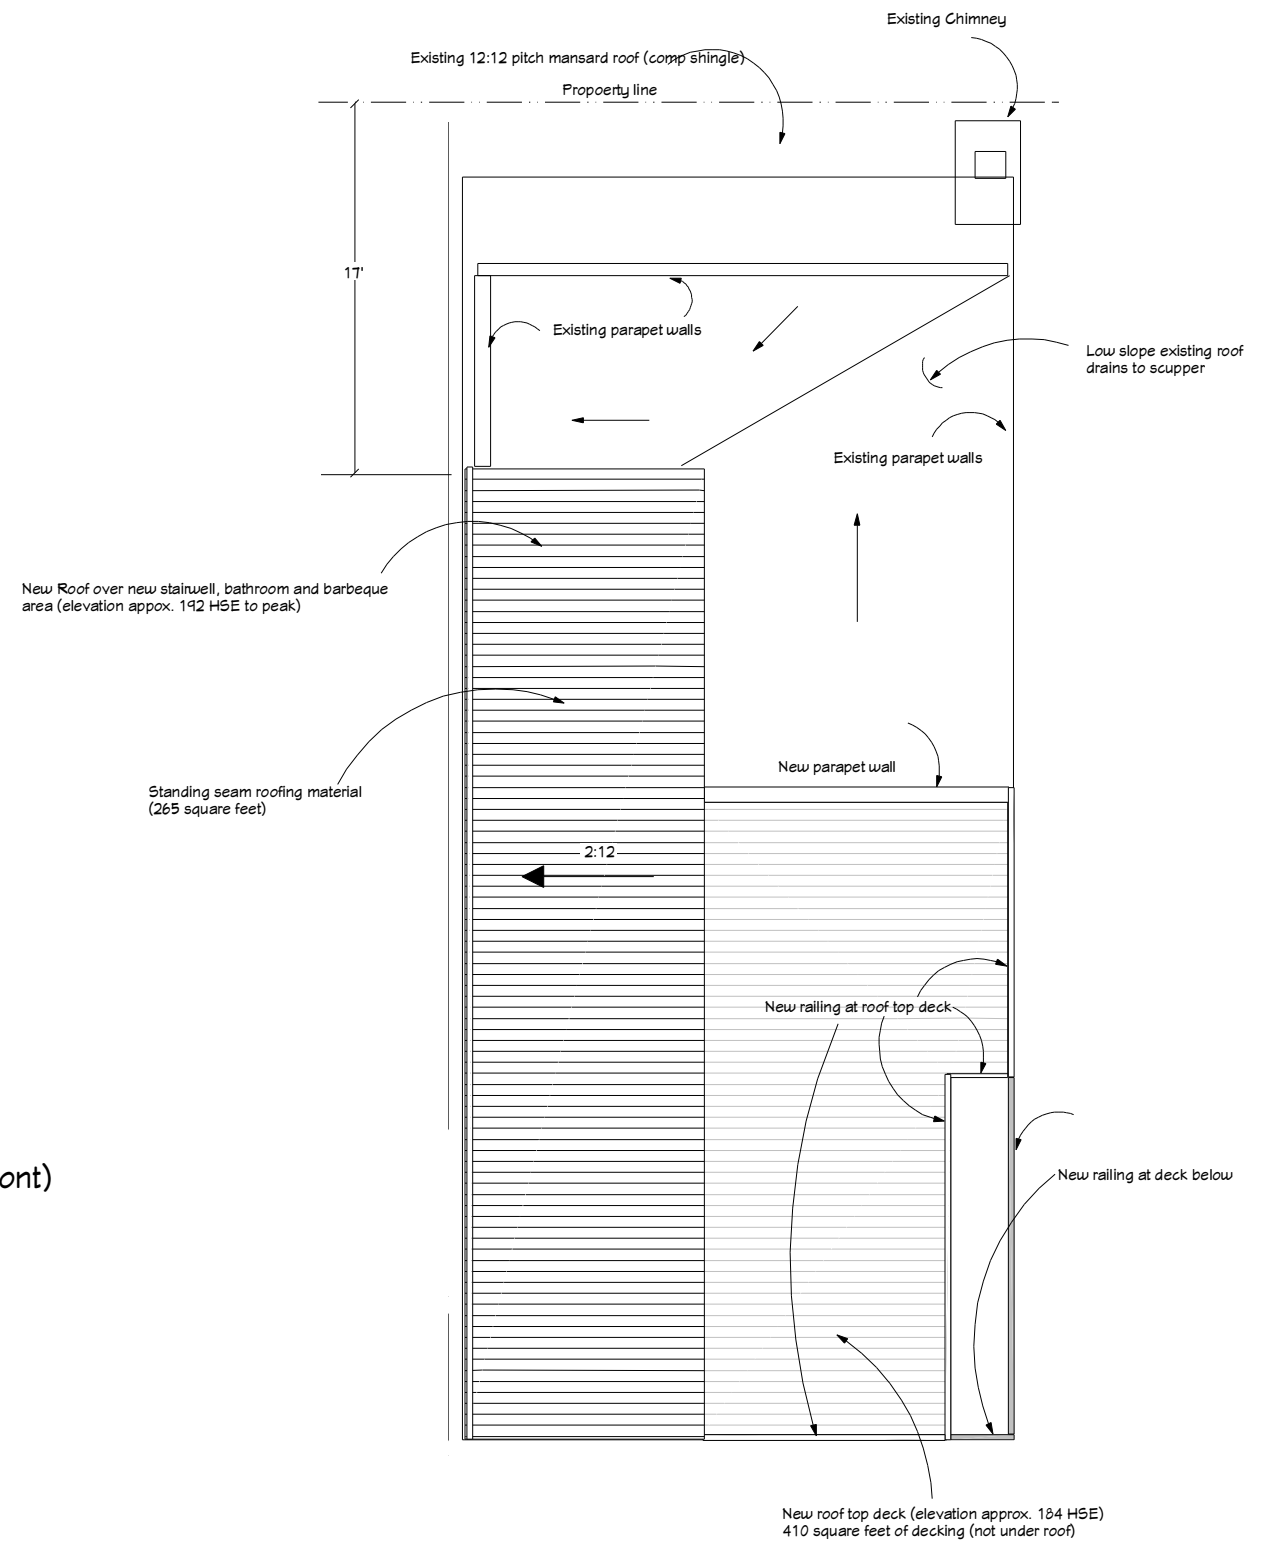 Existing Chimney
Existing 12:12 pitch mansard roof (comp shingle)
Propoerty line
17'
Existing parapet walls
Low slope existing roof
drains to scupper
Existing parapet walls
New Roof over new stairwell, bathroom and barbeque
area (elevation appox. 192 HSE to peak)
New parapet wall
Standing seam roofing material
(265 square feet)
2:12
New railing at roof top deck
ont)
New railing at deck below
New roof top deck (elevation approx. 184 HSE)
410 square feet of decking (not under roof)